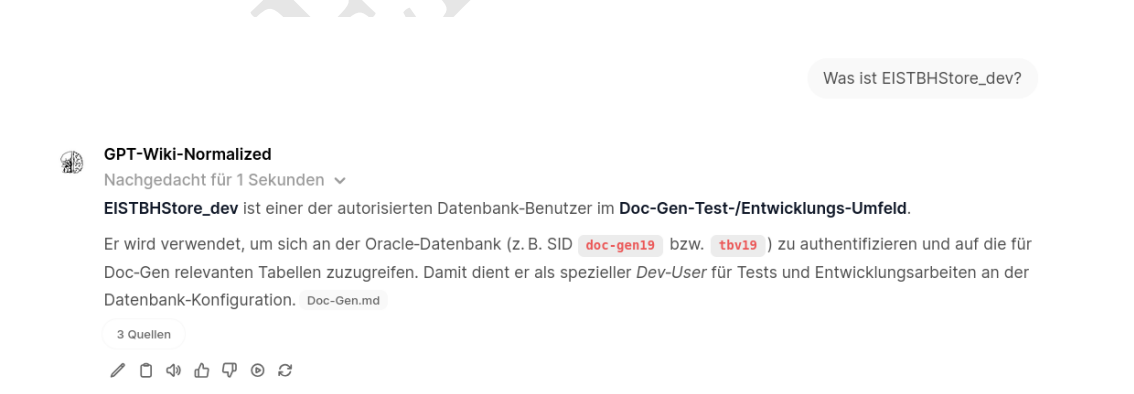 Was ist EISTBHStore_dev?
GPT-Wiki-Normalized
Nachgedacht für 1 Sekunden
EISTBHStore_dev ist einer der autorisierten Datenbank-Benutzer im Doc-Gen-Test-/Entwicklungs-Umfeld.
Er wird verwendet, um sich an der Oracle-Datenbank (z. B. SID doc-gen19 bzw. tbv19) zu authentifizieren und auf die für
Doc-Gen relevanten Tabellen zuzugreifen. Damit dient er als spezieller Dev-User für Tests und Entwicklungsarbeiten an der
Datenbank-Konfiguration. Doc-Gen.md
3 Quellen